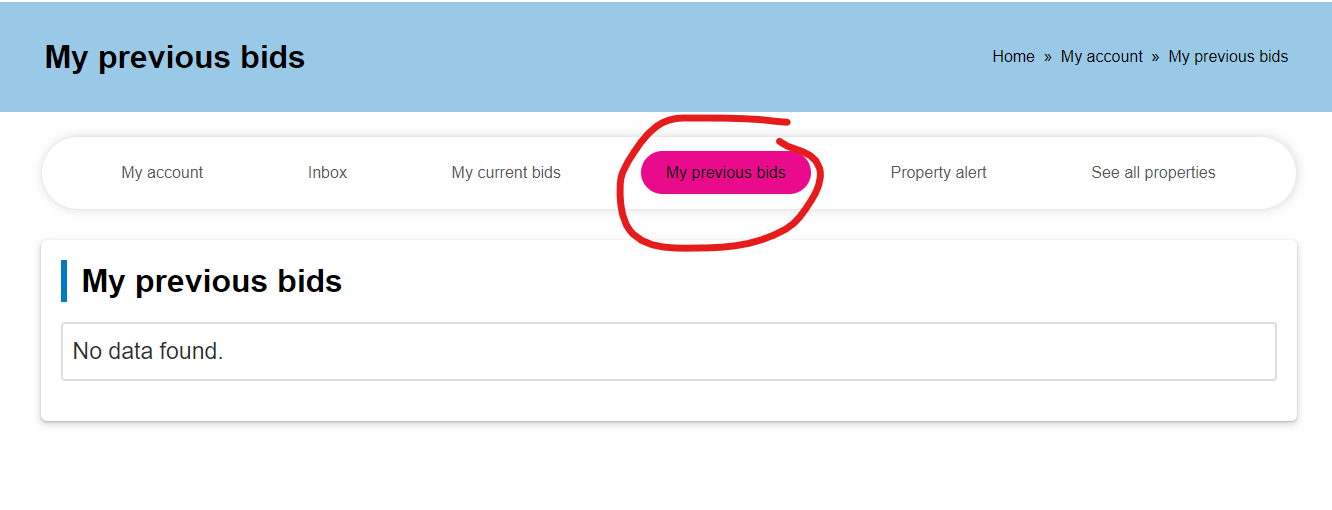 My previous bids
Home » My account » My previous bids
My account Inbox My current bids My previous bids Property alert See all properties
My previous bids
No data found.